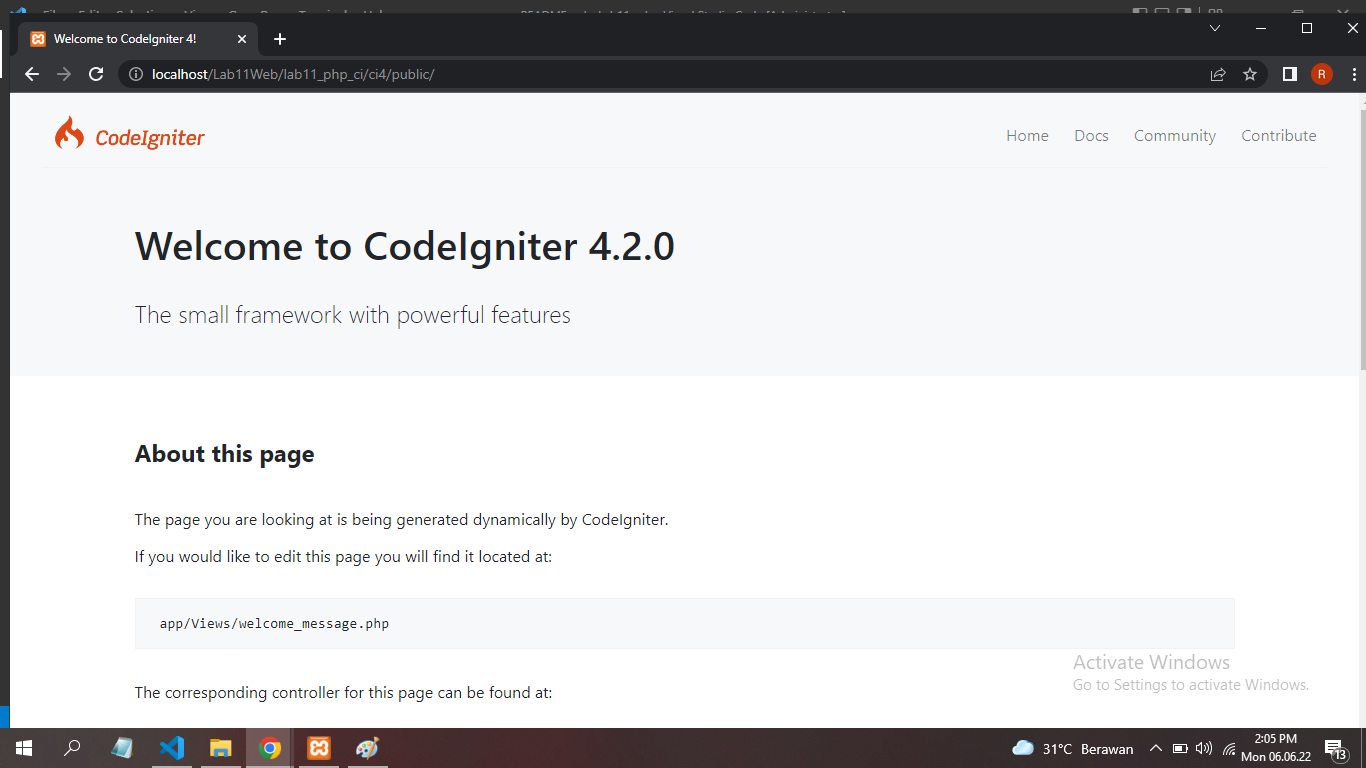 Welcome to CodeIgniter 4!
localhost/Lab11Web/lab11_php_ci/ci4/public/
R
CodeIgniter
Home Docs Community Contribute
Welcome to CodeIgniter 4.2.0
The small framework with powerful features
About this page
The page you are looking at is being generated dynamically by CodeIgniter.
If you would like to edit this page you will find it located at:
app/Views/welcome_message.php
The corresponding controller for this page can be found at:
Activate Windows
Go to Settings to activate Windows.
31°C Berawan
2:05 PM
Mon 06.06.22
13